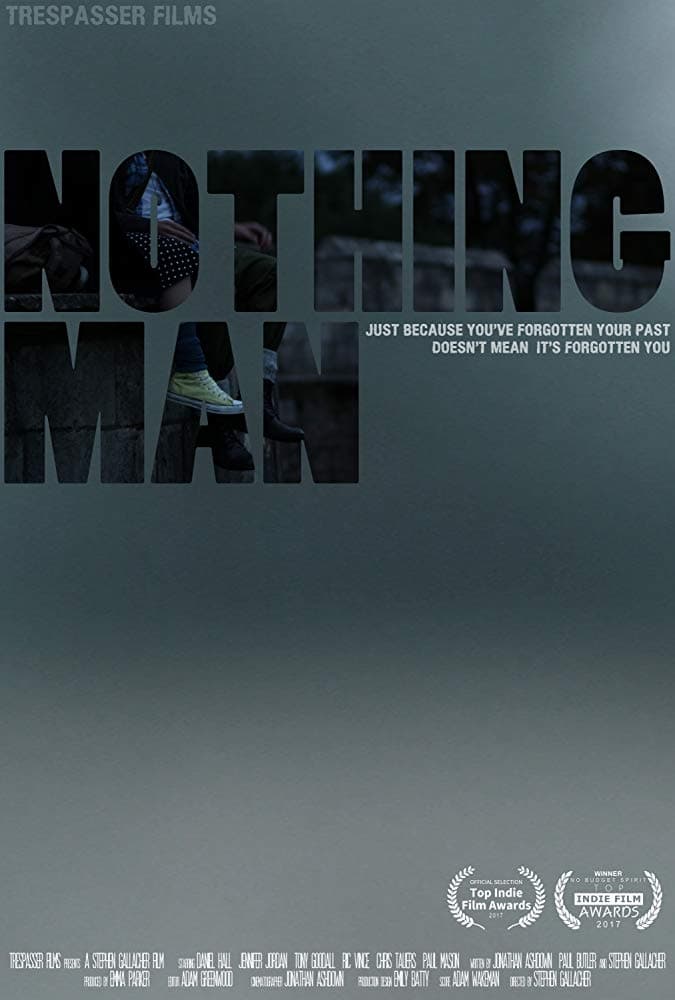 TRESPASSER FILMS
NOTHING
MAN
JUST BECAUSE YOU'VE FORGOTTEN YOUR PAST
DOESN'T MEAN IT'S FORGOTTEN YOU
OFFICIAL SELECTION
Top Indie
Film Awards
2017
WINNER
NO BUDGET SPIRIT
TOP
INDIE FILM
AWARDS
2017
TRESPASSER FILMS PRESENTS A STEPHEN GALLACHER FILM STARRING DANIEL HALL JENNIFER JORDAN TONY GOODALL RIC VINCE CHRIS TAUERS PAUL MASON WRITTEN BY JONATHAN ASHDOWN PAUL BUTLER AND STEPHEN GALLACHER
PRODUCED BY EMMA PARKER EDITOR ADAM GREENWOOD CINEMATOGRAPHER JONATHAN ASHDOWN PRODUCTION DESIGN EMILY BATTY SCORE ADAM WAKEMAN DIRECTED BY STEPHEN GALLACHER